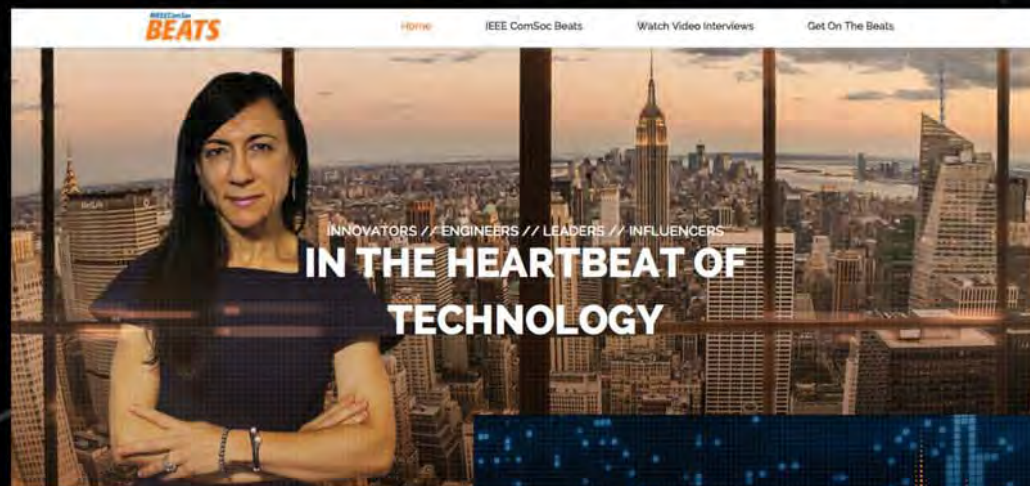 IEEEComSoc
BEATS
Home IEEE ComSoc Beats Watch Video Interviews Get On The Beats
INNOVATORS // ENGINEERS // LEADERS // INFLUENCERS
IN THE HEARTBEAT OF
TECHNOLOGY